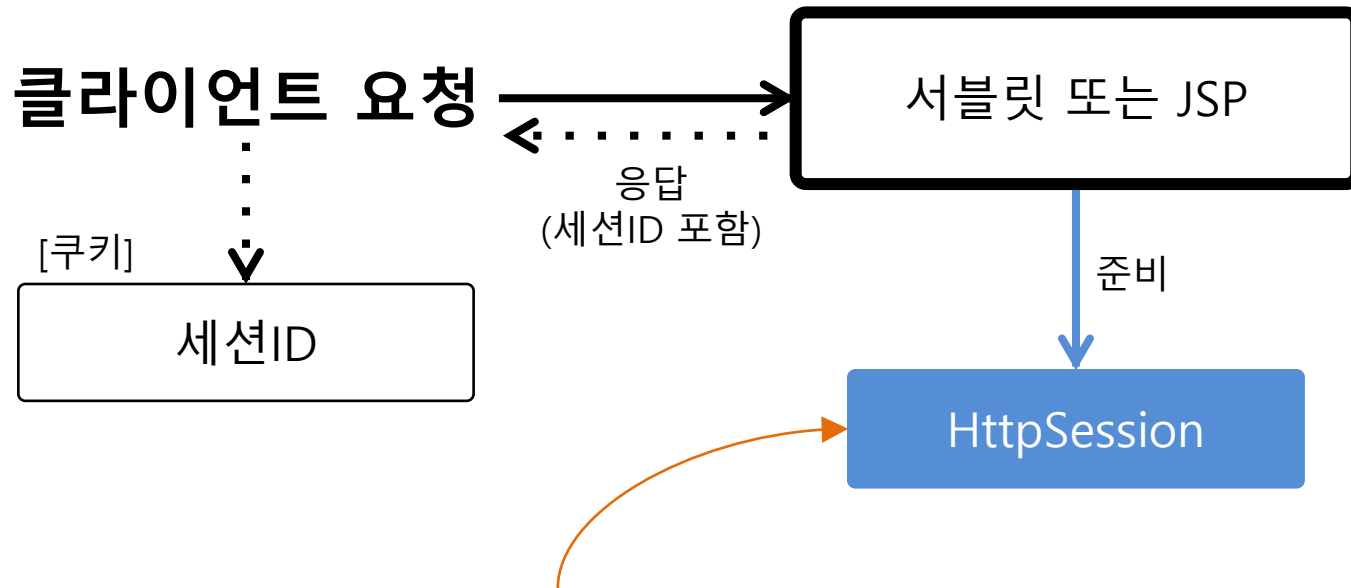 클라이언트 요청
서블릿 또는 JSP
응답
(세션ID 포함)
[쿠키]
준비
세션ID
HttpSession